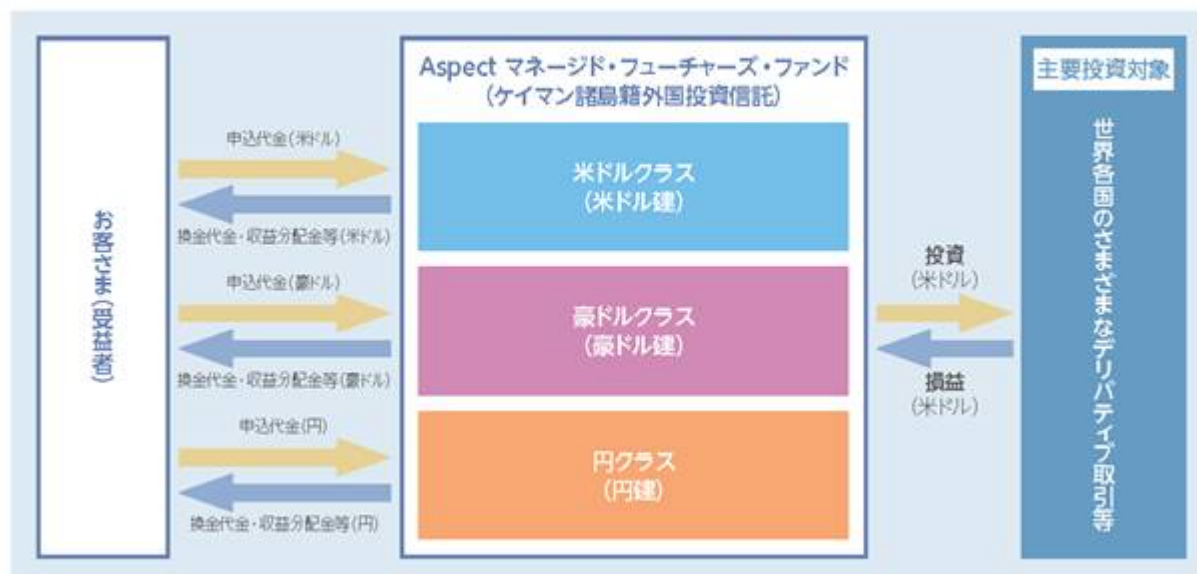 お客さま(受益者)
申込代金(米ドル)
換金代金・収益分配金等(米ドル)
申込代金(豪ドル)
換金代金・収益分配金等(豪ドル)
申込代金(円)
換金代金・収益分配金等(円)
Aspect マネージド・フューチャーズ・ファンド
(ケイマン諸島籍外国投資信託)
米ドルクラス
(米ドル建)
豪ドルクラス
(豪ドル建)
円クラス
(円建)
投資
(米ドル)
損益
(米ドル)
主要投資対象
世界各国のさまざまなデリバティブ取引等